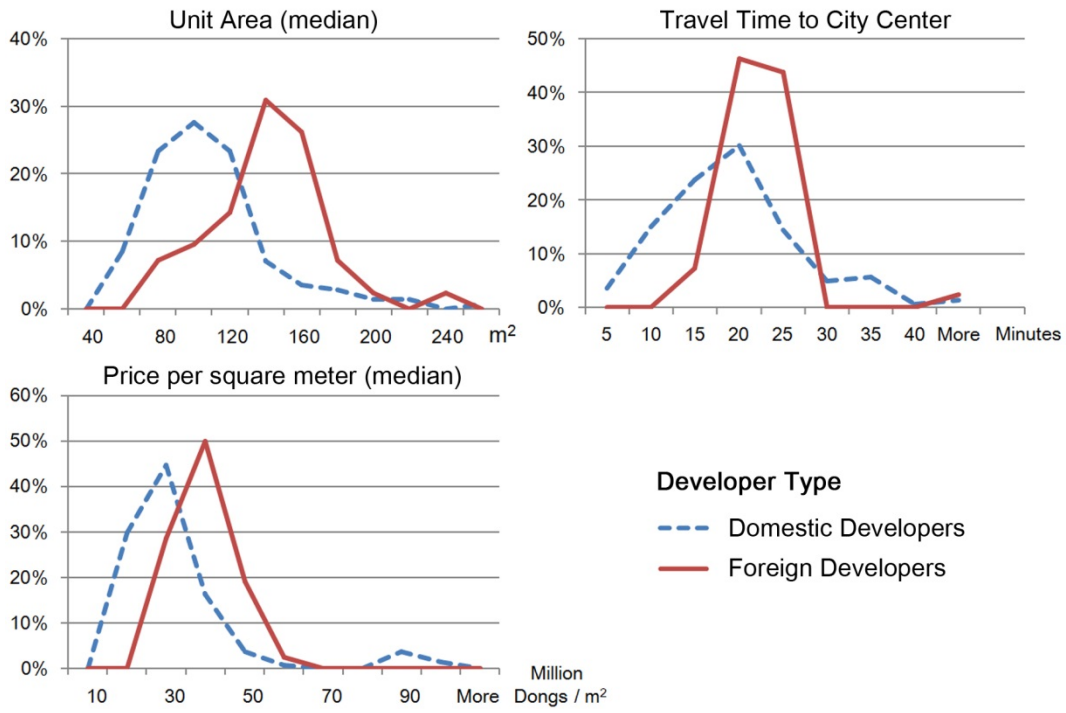 Unit Area (median)
40%
30%
20%
10%
0%
40 80 120 160 200 240 m²
Travel Time to City Center
50%
40%
30%
20%
10%
0%
5 10 15 20 25 30 35 40 More Minutes
Price per square meter (median)
60%
50%
40%
30%
20%
10%
0%
10 30 50 70 90 More
Million
Dongs / m²
Developer Type
Domestic Developers
Foreign Developers